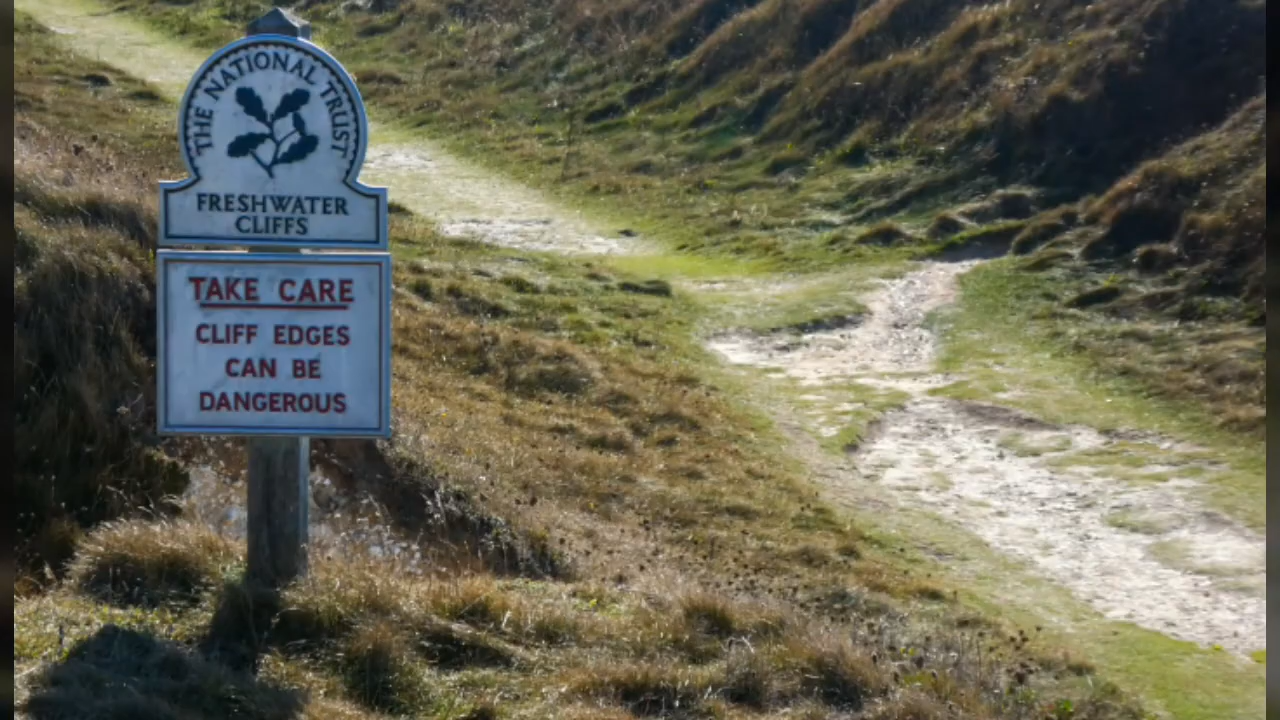 THE NATIONAL TRUST
FRESHWATER
CLIFFS
TAKE CARE
CLIFF EDGES
CAN BE
DANGEROUS